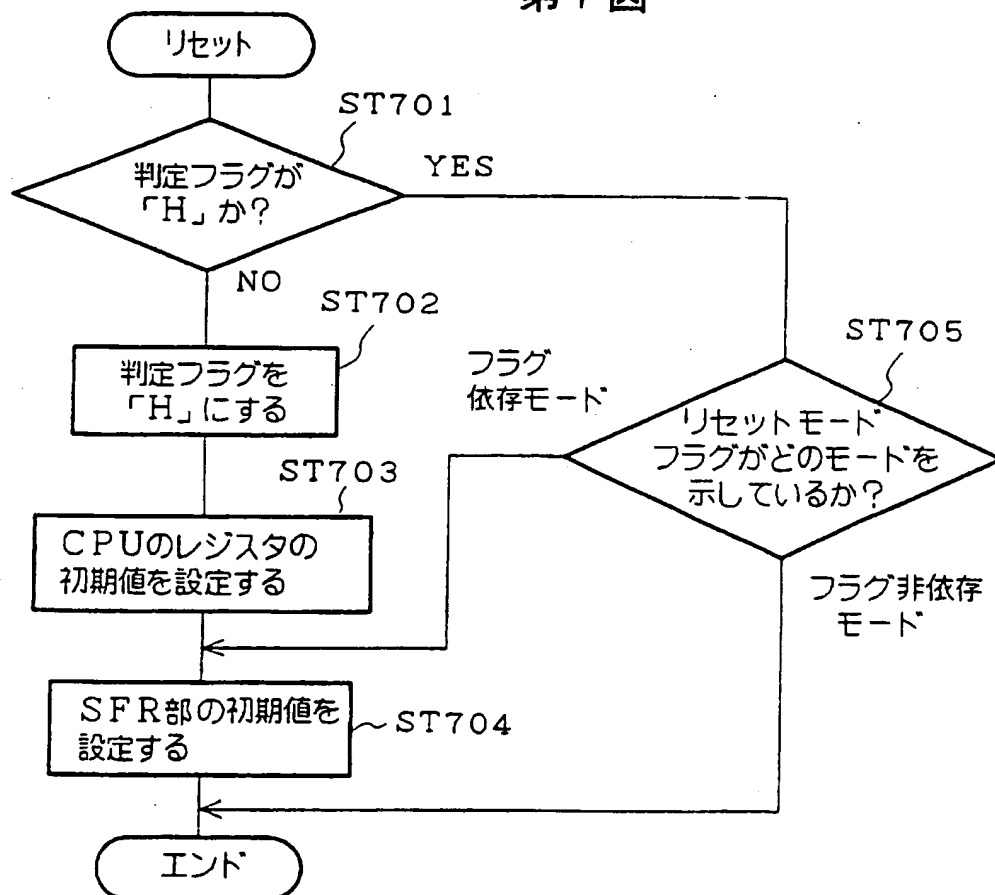 第7図
リセット
ST701
判定フラグが
「H」か?
YES
NO
ST702
判定フラグを
「H」にする
ST703
CPUのレジスタの
初期値を設定する
SFR部の初期値を
設定する
ST704
エンド
フラグ
依存モード
ST705
リセットモード
フラグがどのモードを
示しているか?
フラグ非依存
モード